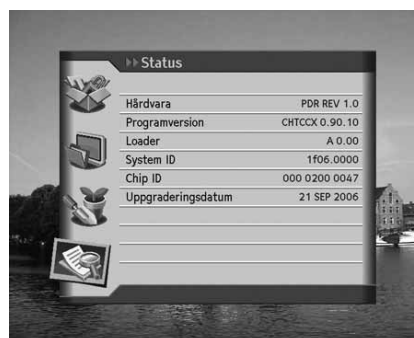 Status
Hårdvara PDR REV 1.0
Programversion CHTCCX 0.90.10
Loader A 0.00
System ID 1f06.0000
Chip ID 000 0200 0047
Uppgraderingsdatum 21 SEP 2006